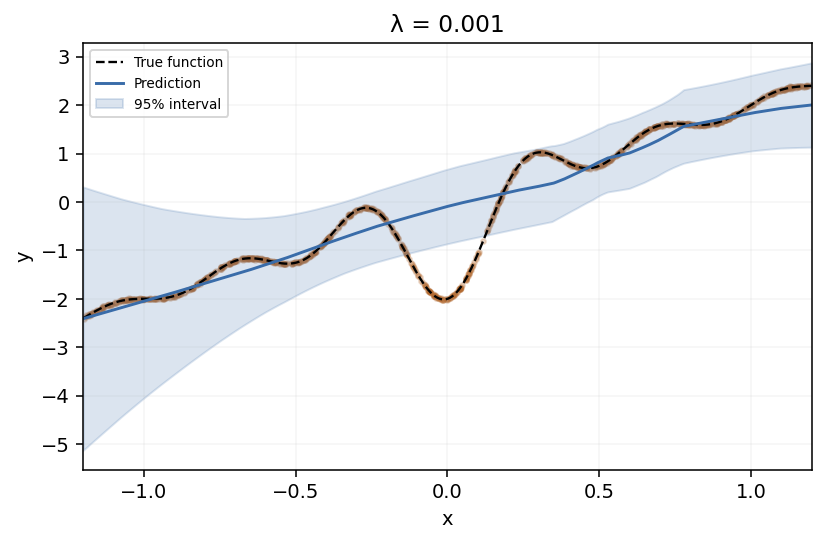 λ = 0.001
True function
Prediction
95% interval
3
2
1
0
−1
−2
−3
−4
−5
y
−1.0 −0.5 0.0 0.5 1.0
x